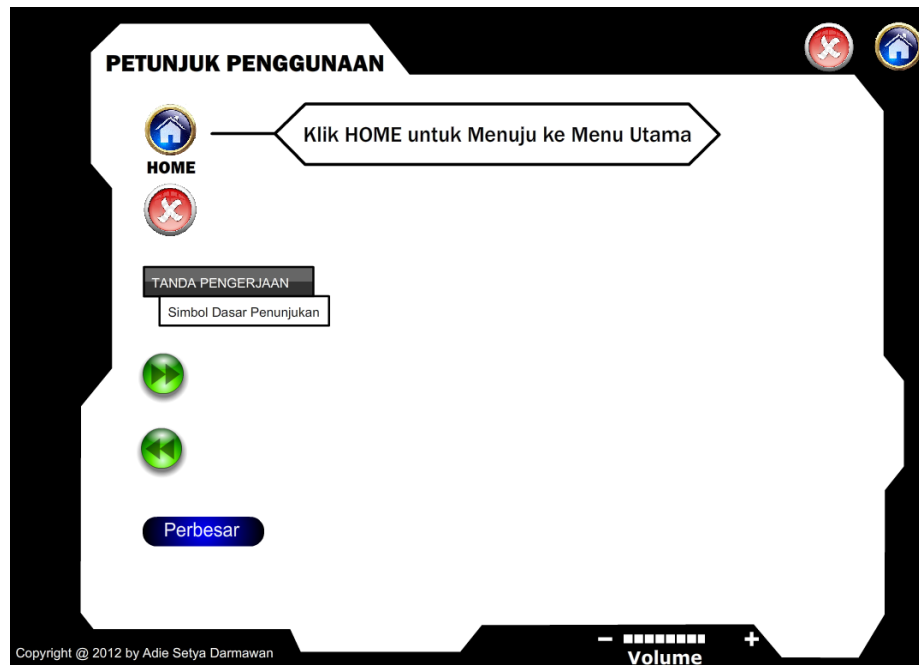 PETUNJUK PENGGUNAAN
Klik HOME untuk Menuju ke Menu Utama
HOME
TANDA PENGERJAAN
Simbol Dasar Penunjukan
Perbesar
Copyright @ 2012 by Adie Setya Darmawan
− +
Volume